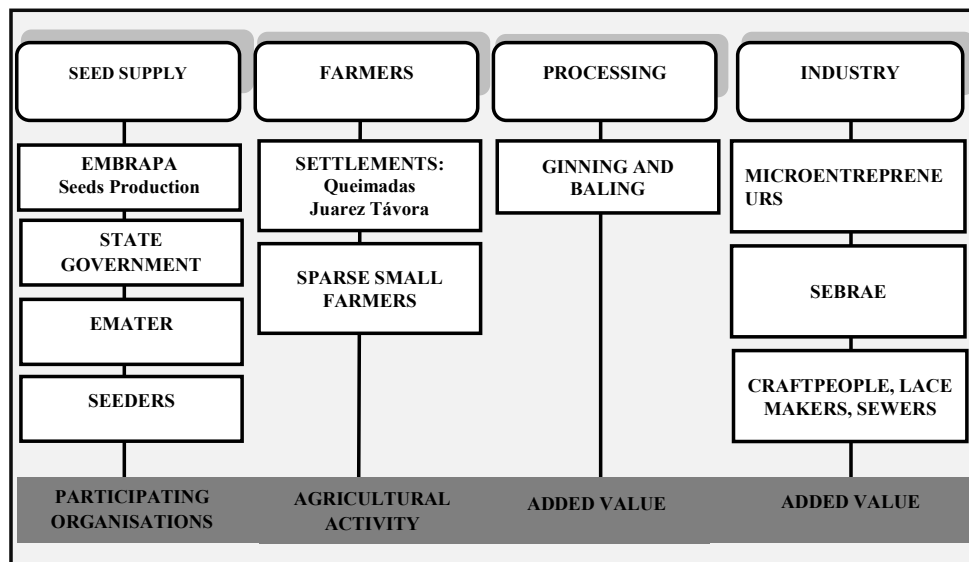 SEED SUPPLY
FARMERS
PROCESSING
INDUSTRY
EMBRAPA
Seeds Production
STATE
GOVERNMENT
EMATER
SEEDERS
SETTLEMENTS:
Queimadas
Juarez Távora
SPARSE SMALL
FARMERS
GINNING AND
BALING
MICROENTREPRENE
URS
SEBRAE
CRAFTPEOPLE, LACE
MAKERS, SEWERS
PARTICIPATING
ORGANISATIONS
AGRICULTURAL
ACTIVITY
ADDED VALUE
ADDED VALUE